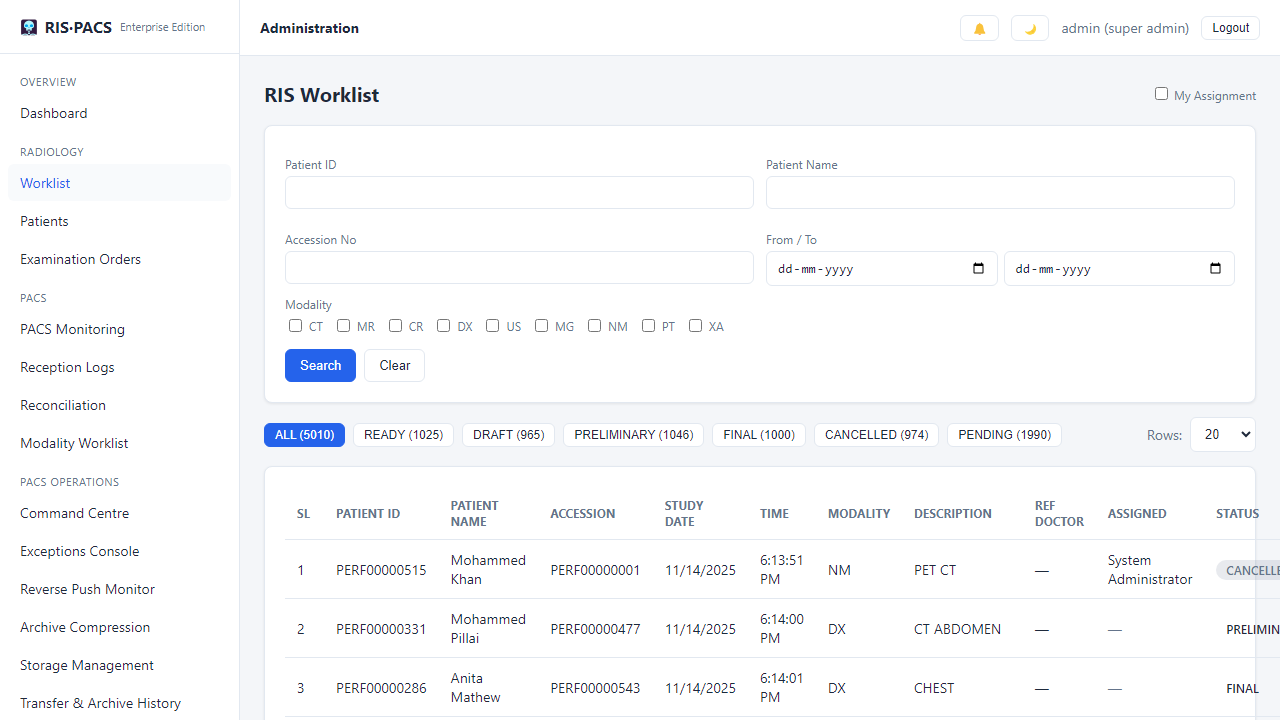 RIS·PACS Enterprise Edition
OVERVIEW
Dashboard
RADIOLOGY
Worklist
Patients
Examination Orders
PACS
PACS Monitoring
Reception Logs
Reconciliation
Modality Worklist
PACS OPERATIONS
Command Centre
Exceptions Console
Reverse Push Monitor
Archive Compression
Storage Management
Transfer & Archive History
Administration
admin (super admin)
Logout
RIS Worklist
My Assignment
Patient ID
Patient Name
Accession No
From / To
dd-mm-yyyy
dd-mm-yyyy
Modality
CT MR CR DX US MG NM PT XA
Search Clear
ALL (5010) READY (1025) DRAFT (965) PRELIMINARY (1046) FINAL (1000) CANCELLED (974) PENDING (1990)
Rows: 20
SL PATIENT ID PATIENT NAME ACCESSION STUDY DATE TIME MODALITY DESCRIPTION REF DOCTOR ASSIGNED STATUS
1 PERF00000515 Mohammed Khan PERF00000001 11/14/2025 6:13:51 PM NM PET CT — System Administrator CANCELLE
2 PERF00000331 Mohammed Pillai PERF00000477 11/14/2025 6:14:00 PM DX CT ABDOMEN — — PRELIMIN
3 PERF00000286 Anita Mathew PERF00000543 11/14/2025 6:14:01 PM DX CHEST — — FINAL